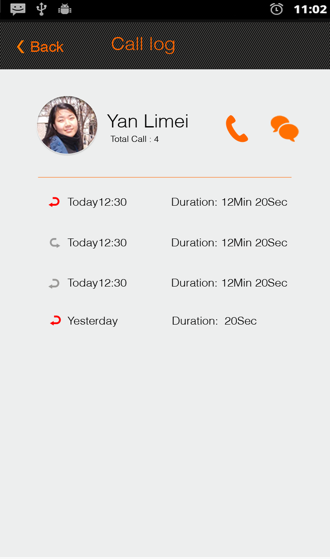 11:02
Back
Call log
Yan Limei
Total Call : 4
Today12:30 Duration: 12Min 20Sec
Today12:30 Duration: 12Min 20Sec
Today12:30 Duration: 12Min 20Sec
Yesterday Duration: 20Sec